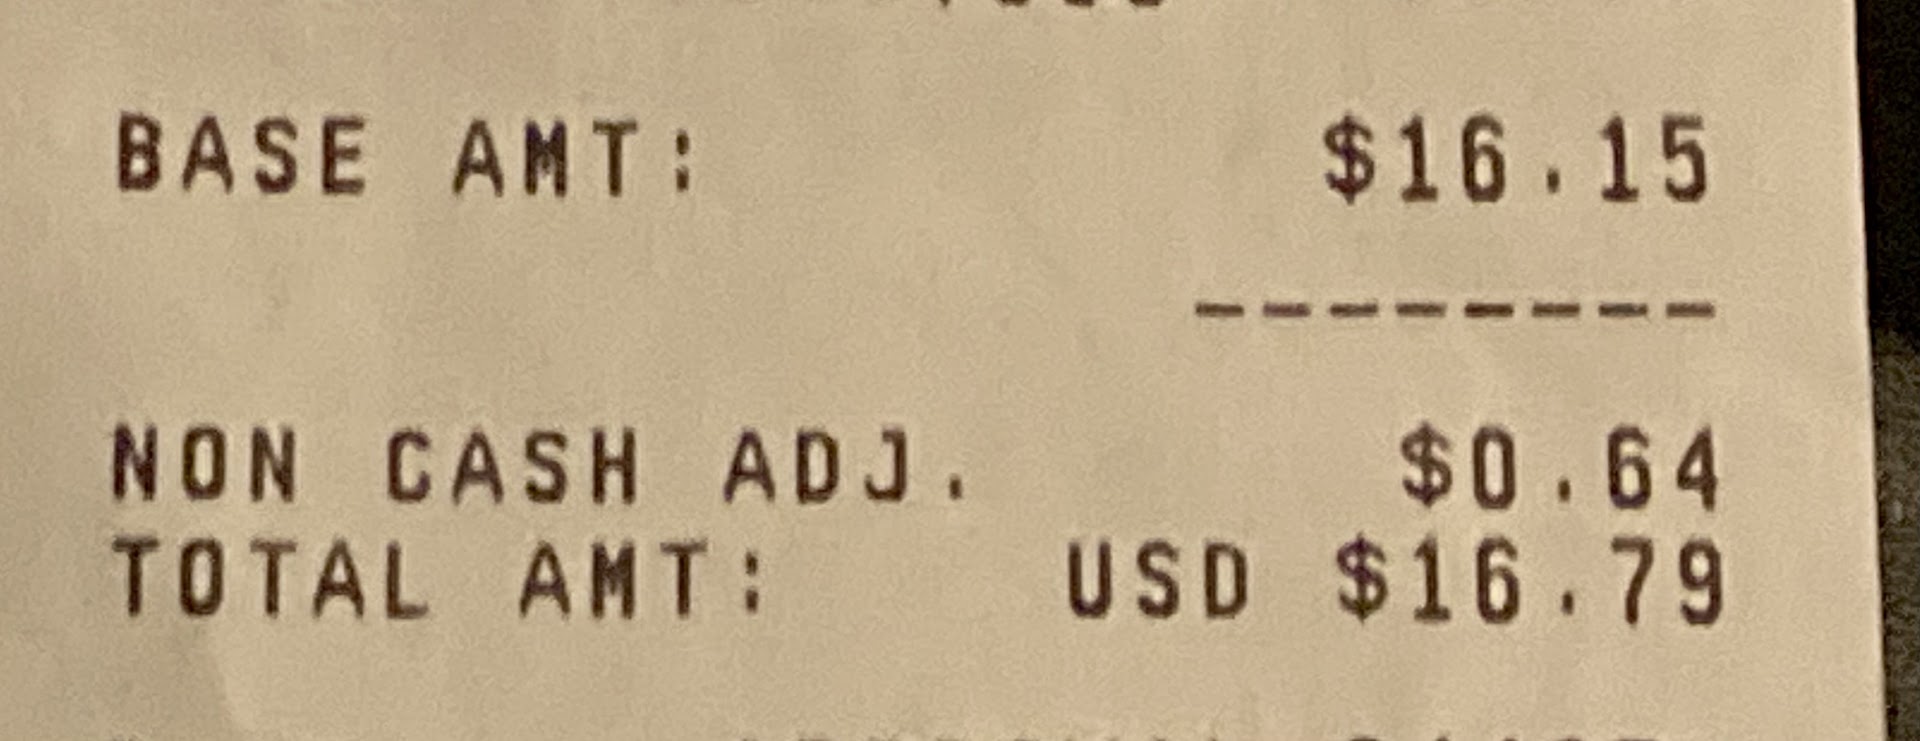 BASE AMT: $16.15
---------
 
NON CASH ADJ. $0.64
TOTAL AMT: USD $16.79